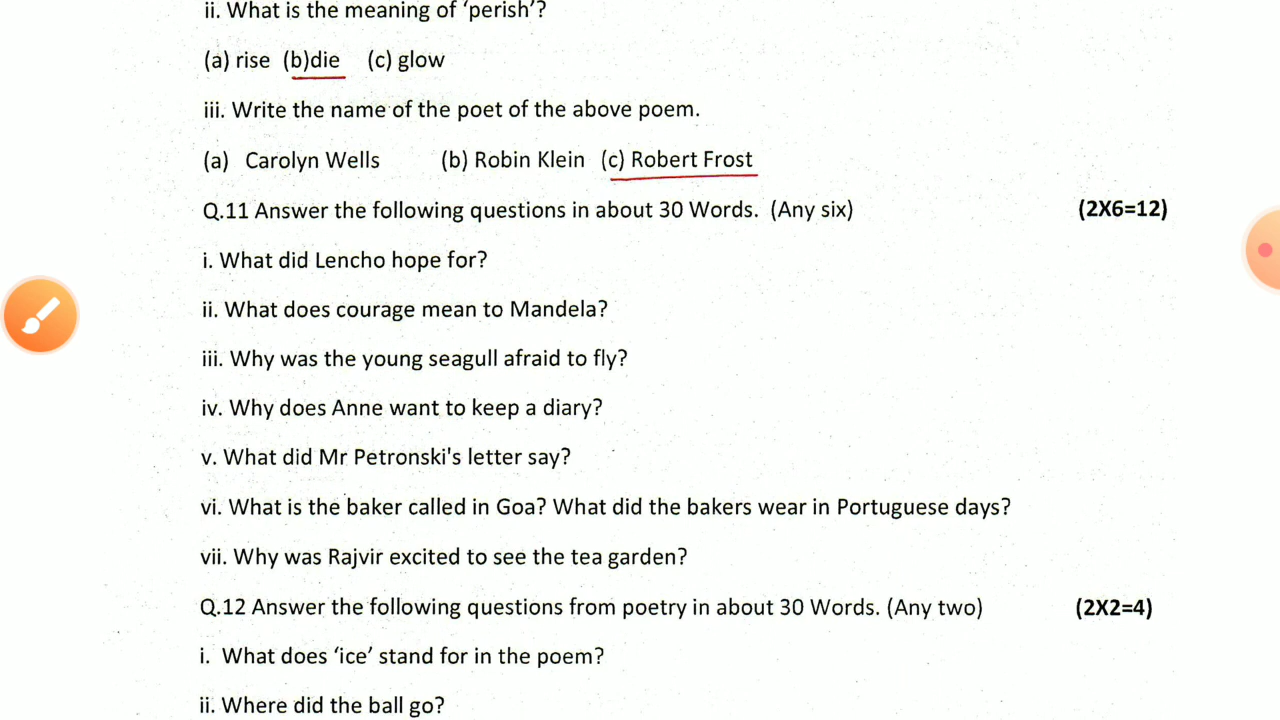 ii. What is the meaning of ‘perish’?
(a) rise (b)die (c) glow
iii. Write the name of the poet of the above poem.
(a) Carolyn Wells (b) Robin Klein (c) Robert Frost
Q.11 Answer the following questions in about 30 Words. (Any six) (2X6=12)
i. What did Lencho hope for?
ii. What does courage mean to Mandela?
iii. Why was the young seagull afraid to fly?
iv. Why does Anne want to keep a diary?
v. What did Mr Petronski's letter say?
vi. What is the baker called in Goa? What did the bakers wear in Portuguese days?
vii. Why was Rajvir excited to see the tea garden?
Q.12 Answer the following questions from poetry in about 30 Words. (Any two) (2X2=4)
i. What does ‘ice’ stand for in the poem?
ii. Where did the ball go?